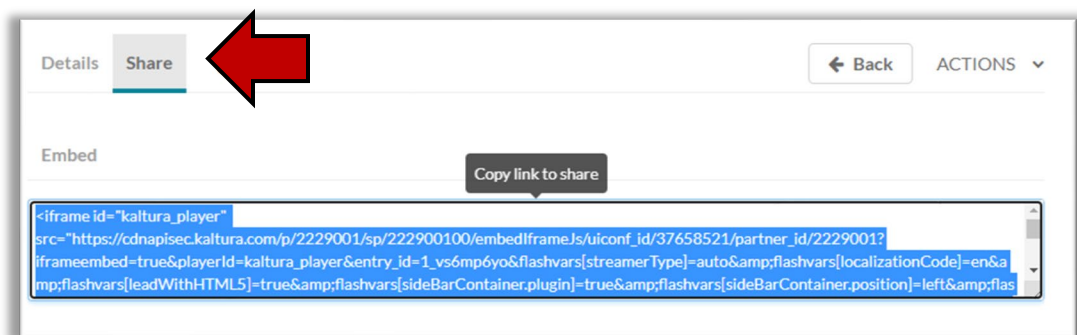 Details Share Back ACTIONS
Embed
Copy link to share
<iframe id="kaltura_player"
src="https://cdnapisec.kaltura.com/p/2229001/sp/222900100/embedIframeJs/uiconf_id/37658521/partner_id/2229001?
iframeembed=true&playerId=kaltura_player&entry_id=1_vs6mp6yo&flashvars[streamerType]=auto&amp;flashvars[localizationCode]=en&a
mp;flashvars[leadWithHTML5]=true&amp;flashvars[sideBarContainer.plugin]=true&amp;flashvars[sideBarContainer.position]=left&amp;flas